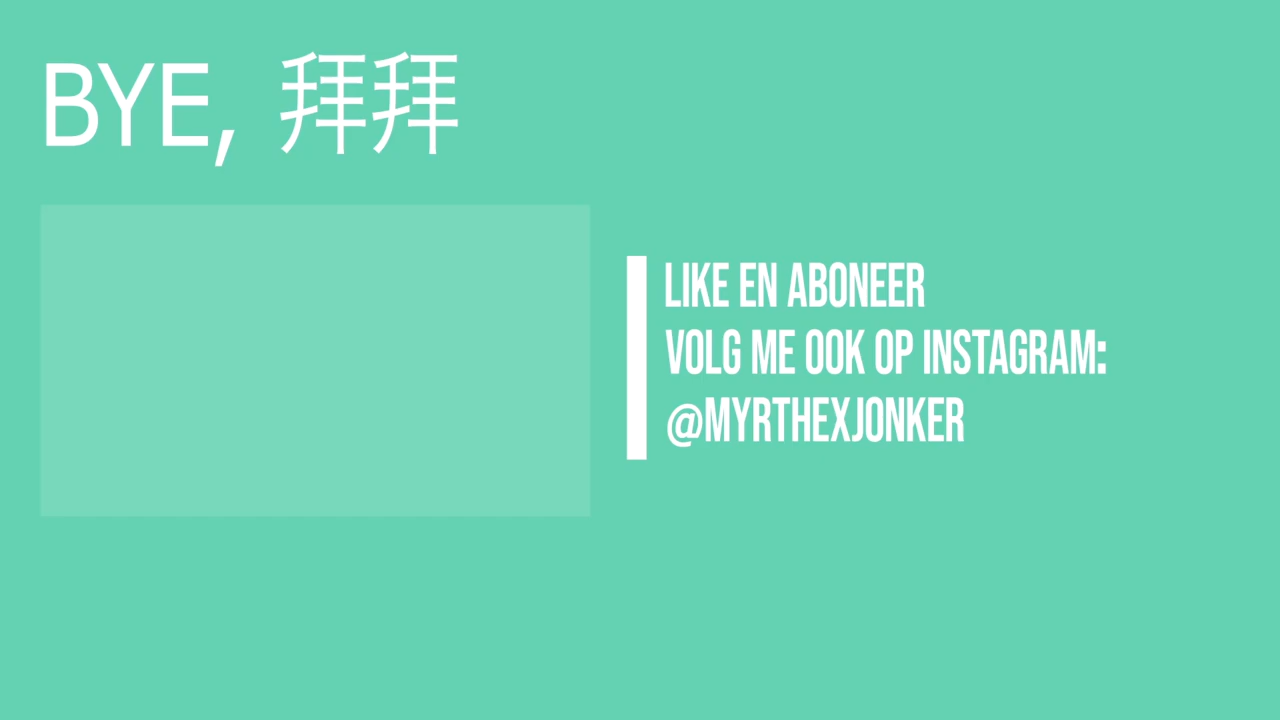 BYE, 拜拜
LIKE EN ABONEER
VOLG ME OOK OP INSTAGRAM:
@MYRTHEXJONKER